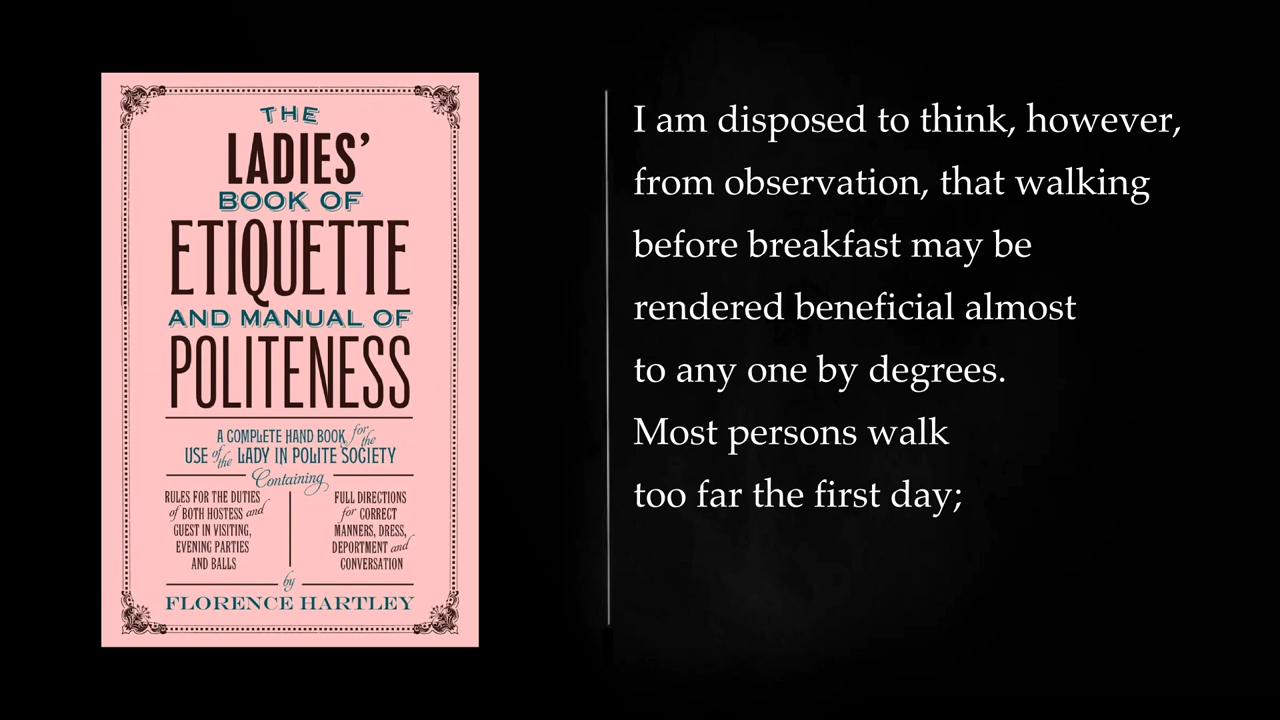 THE
LADIES'
BOOK OF
ETIQUETTE
AND MANUAL OF
POLITENESS
A COMPLETE HAND BOOK for the
USE of the LADY IN POLITE SOCIETY
Containing
RULES FOR THE DUTIES
of BOTH HOSTESS and
GUEST IN VISITING,
EVENING PARTIES
AND BALLS
FULL DIRECTIONS
for CORRECT
MANNERS, DRESS,
DEPORTMENT and
CONVERSATION
by
FLORENCE HARTLEY
I am disposed to think, however,
from observation, that walking
before breakfast may be
rendered beneficial almost
to any one by degrees.
Most persons walk
too far the first day;